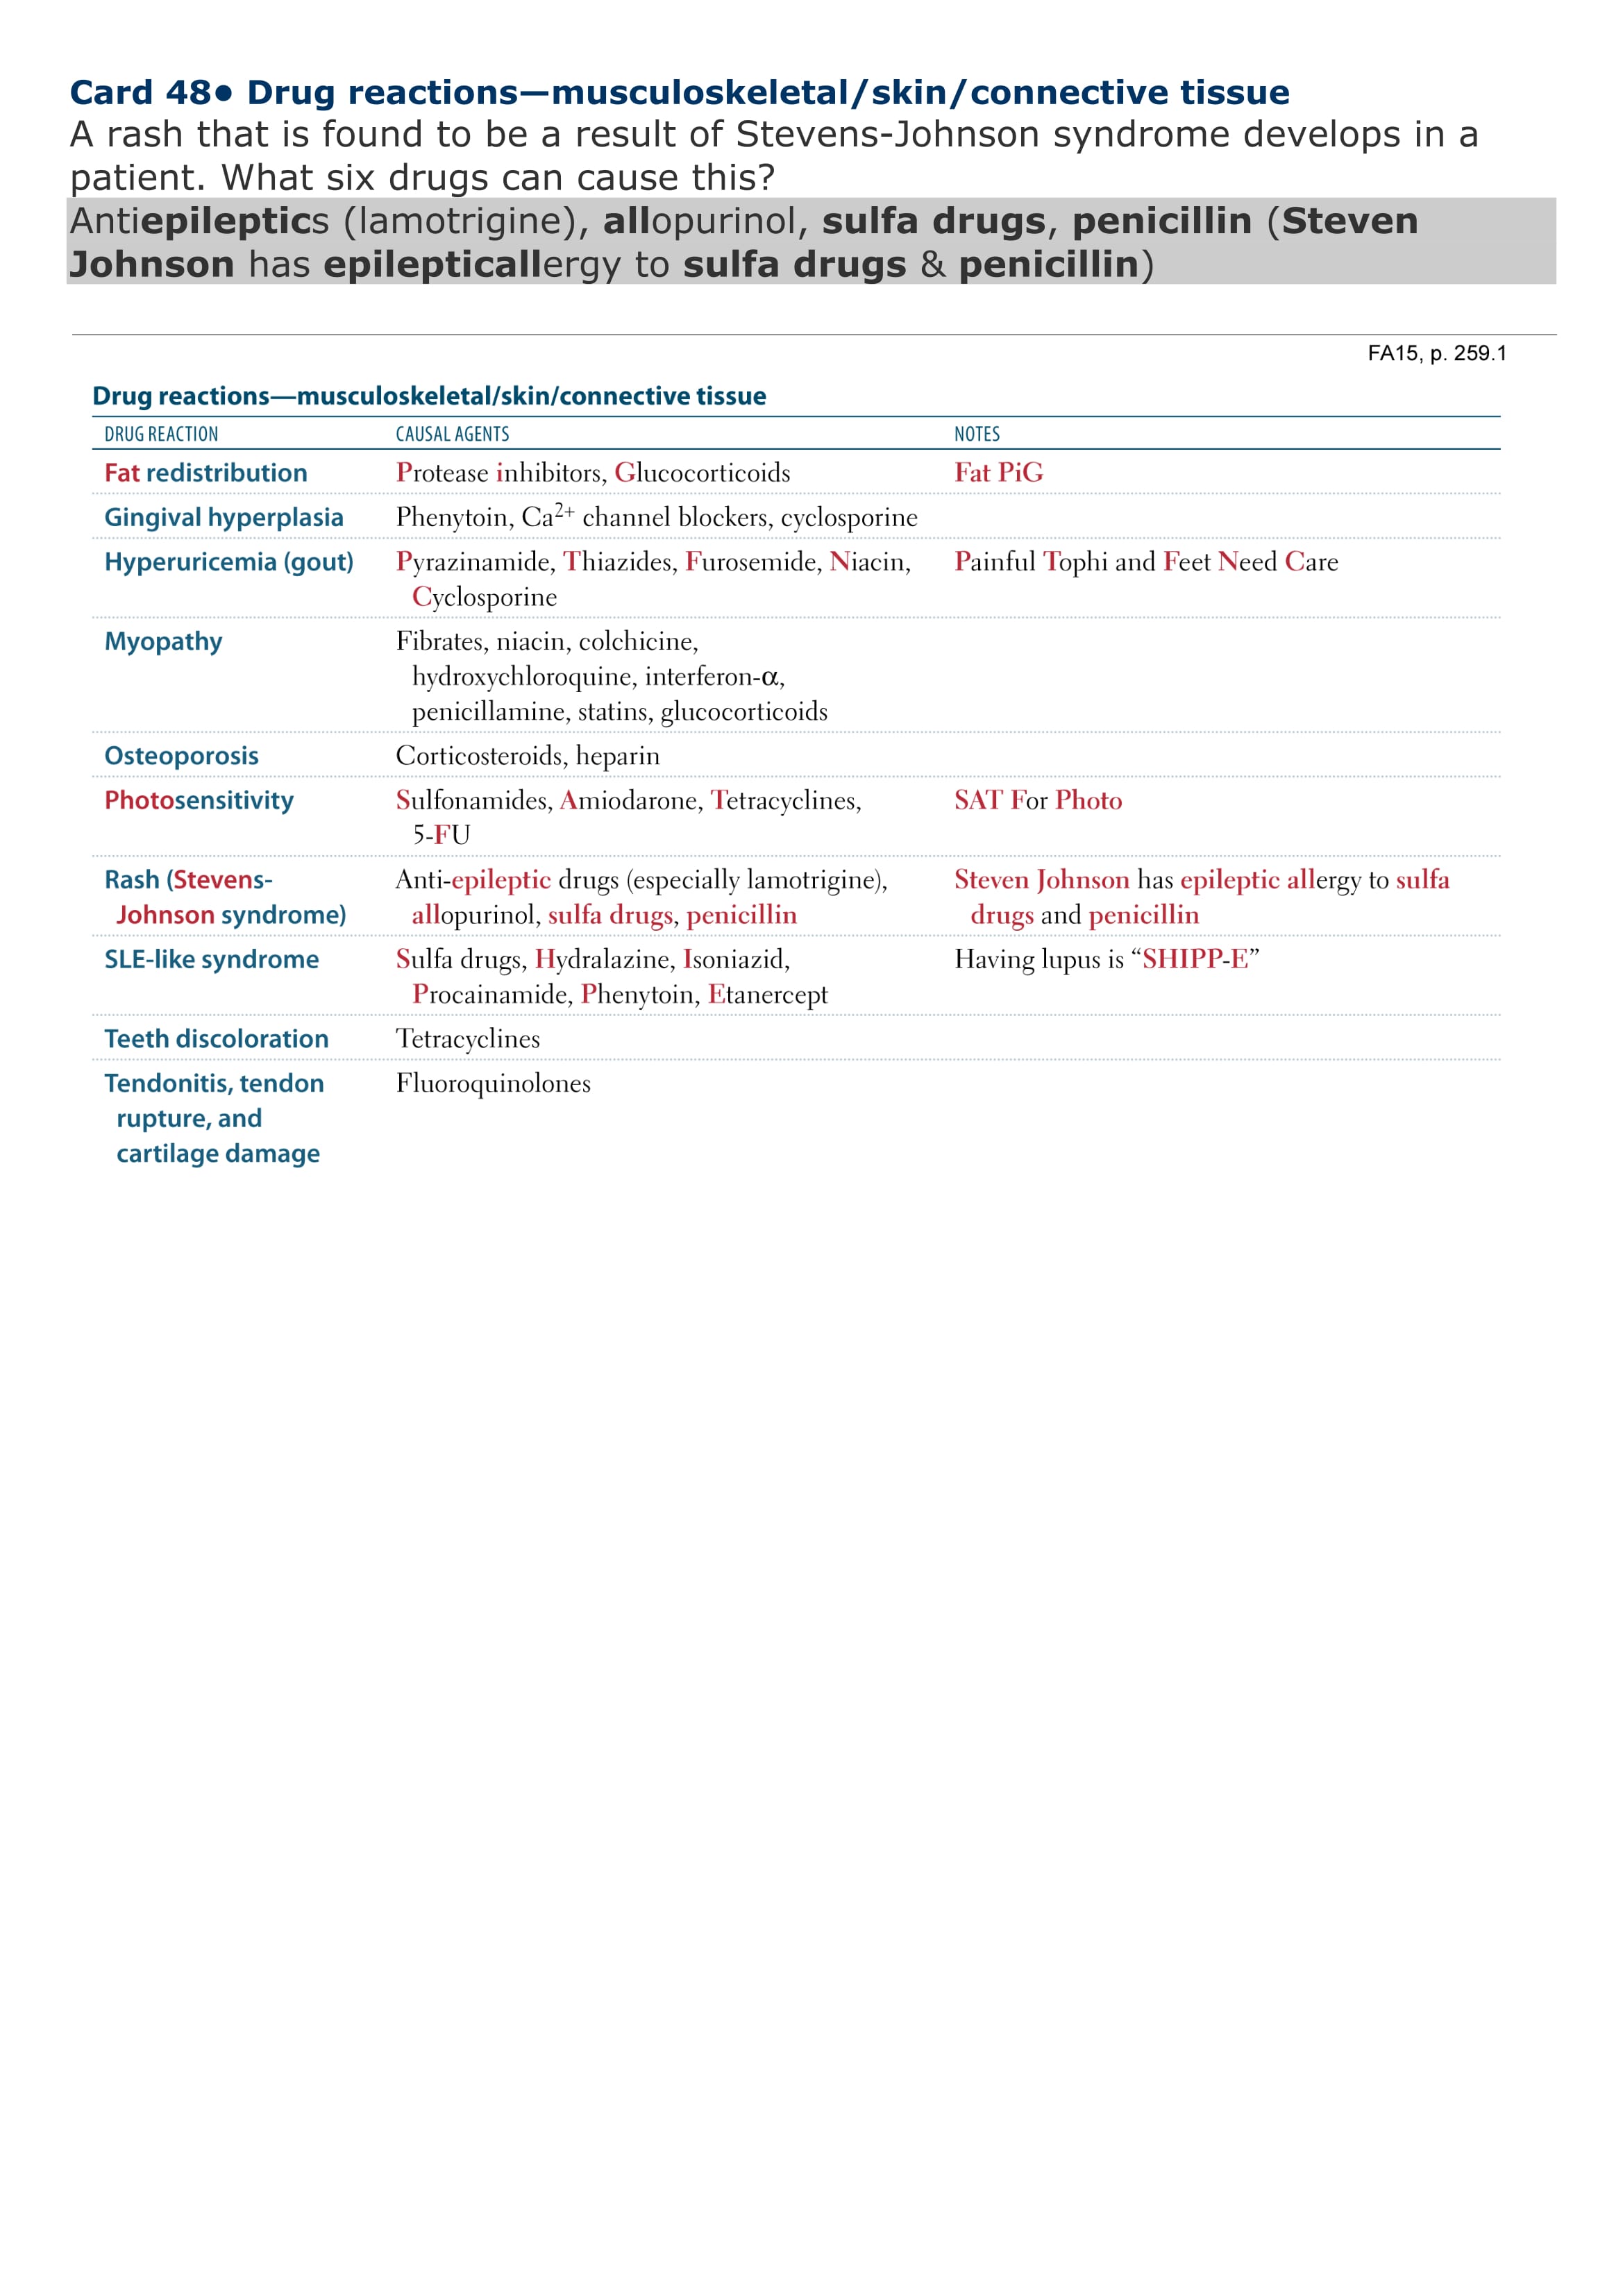 Card 48• Drug reactions—musculoskeletal/skin/connective tissue
A rash that is found to be a result of Stevens-Johnson syndrome develops in a
patient. What six drugs can cause this?
Antiepileptics (lamotrigine), allopurinol, sulfa drugs, penicillin (Steven
Johnson has epilepticallergy to sulfa drugs & penicillin)
FA15, p. 259.1
Drug reactions—musculoskeletal/skin/connective tissue
DRUG REACTION CAUSAL AGENTS NOTES
Fat redistribution Protease inhibitors, Glucocorticoids Fat PiG
Gingival hyperplasia Phenytoin, Ca2+ channel blockers, cyclosporine
Hyperuricemia (gout) Pyrazinamide, Thiazides, Furosemide, Niacin, Painful Tophi and Feet Need Care
Cyclosporine
Myopathy Fibrates, niacin, colchicine,
hydroxychloroquine, interferon-α,
penicillamine, statins, glucocorticoids
Osteoporosis Corticosteroids, heparin
Photosensitivity Sulfonamides, Amiodarone, Tetracyclines, SAT For Photo
5-FU
Rash (Stevens- Anti-epileptic drugs (especially lamotrigine), Steven Johnson has epileptic allergy to sulfa
Johnson syndrome) allopurinol, sulfa drugs, penicillin drugs and penicillin
SLE-like syndrome Sulfa drugs, Hydralazine, Isoniazid, Having lupus is “SHIPP-E”
Procainamide, Phenytoin, Etanercept
Teeth discoloration Tetracyclines
Tendonitis, tendon Fluoroquinolones
rupture, and
cartilage damage